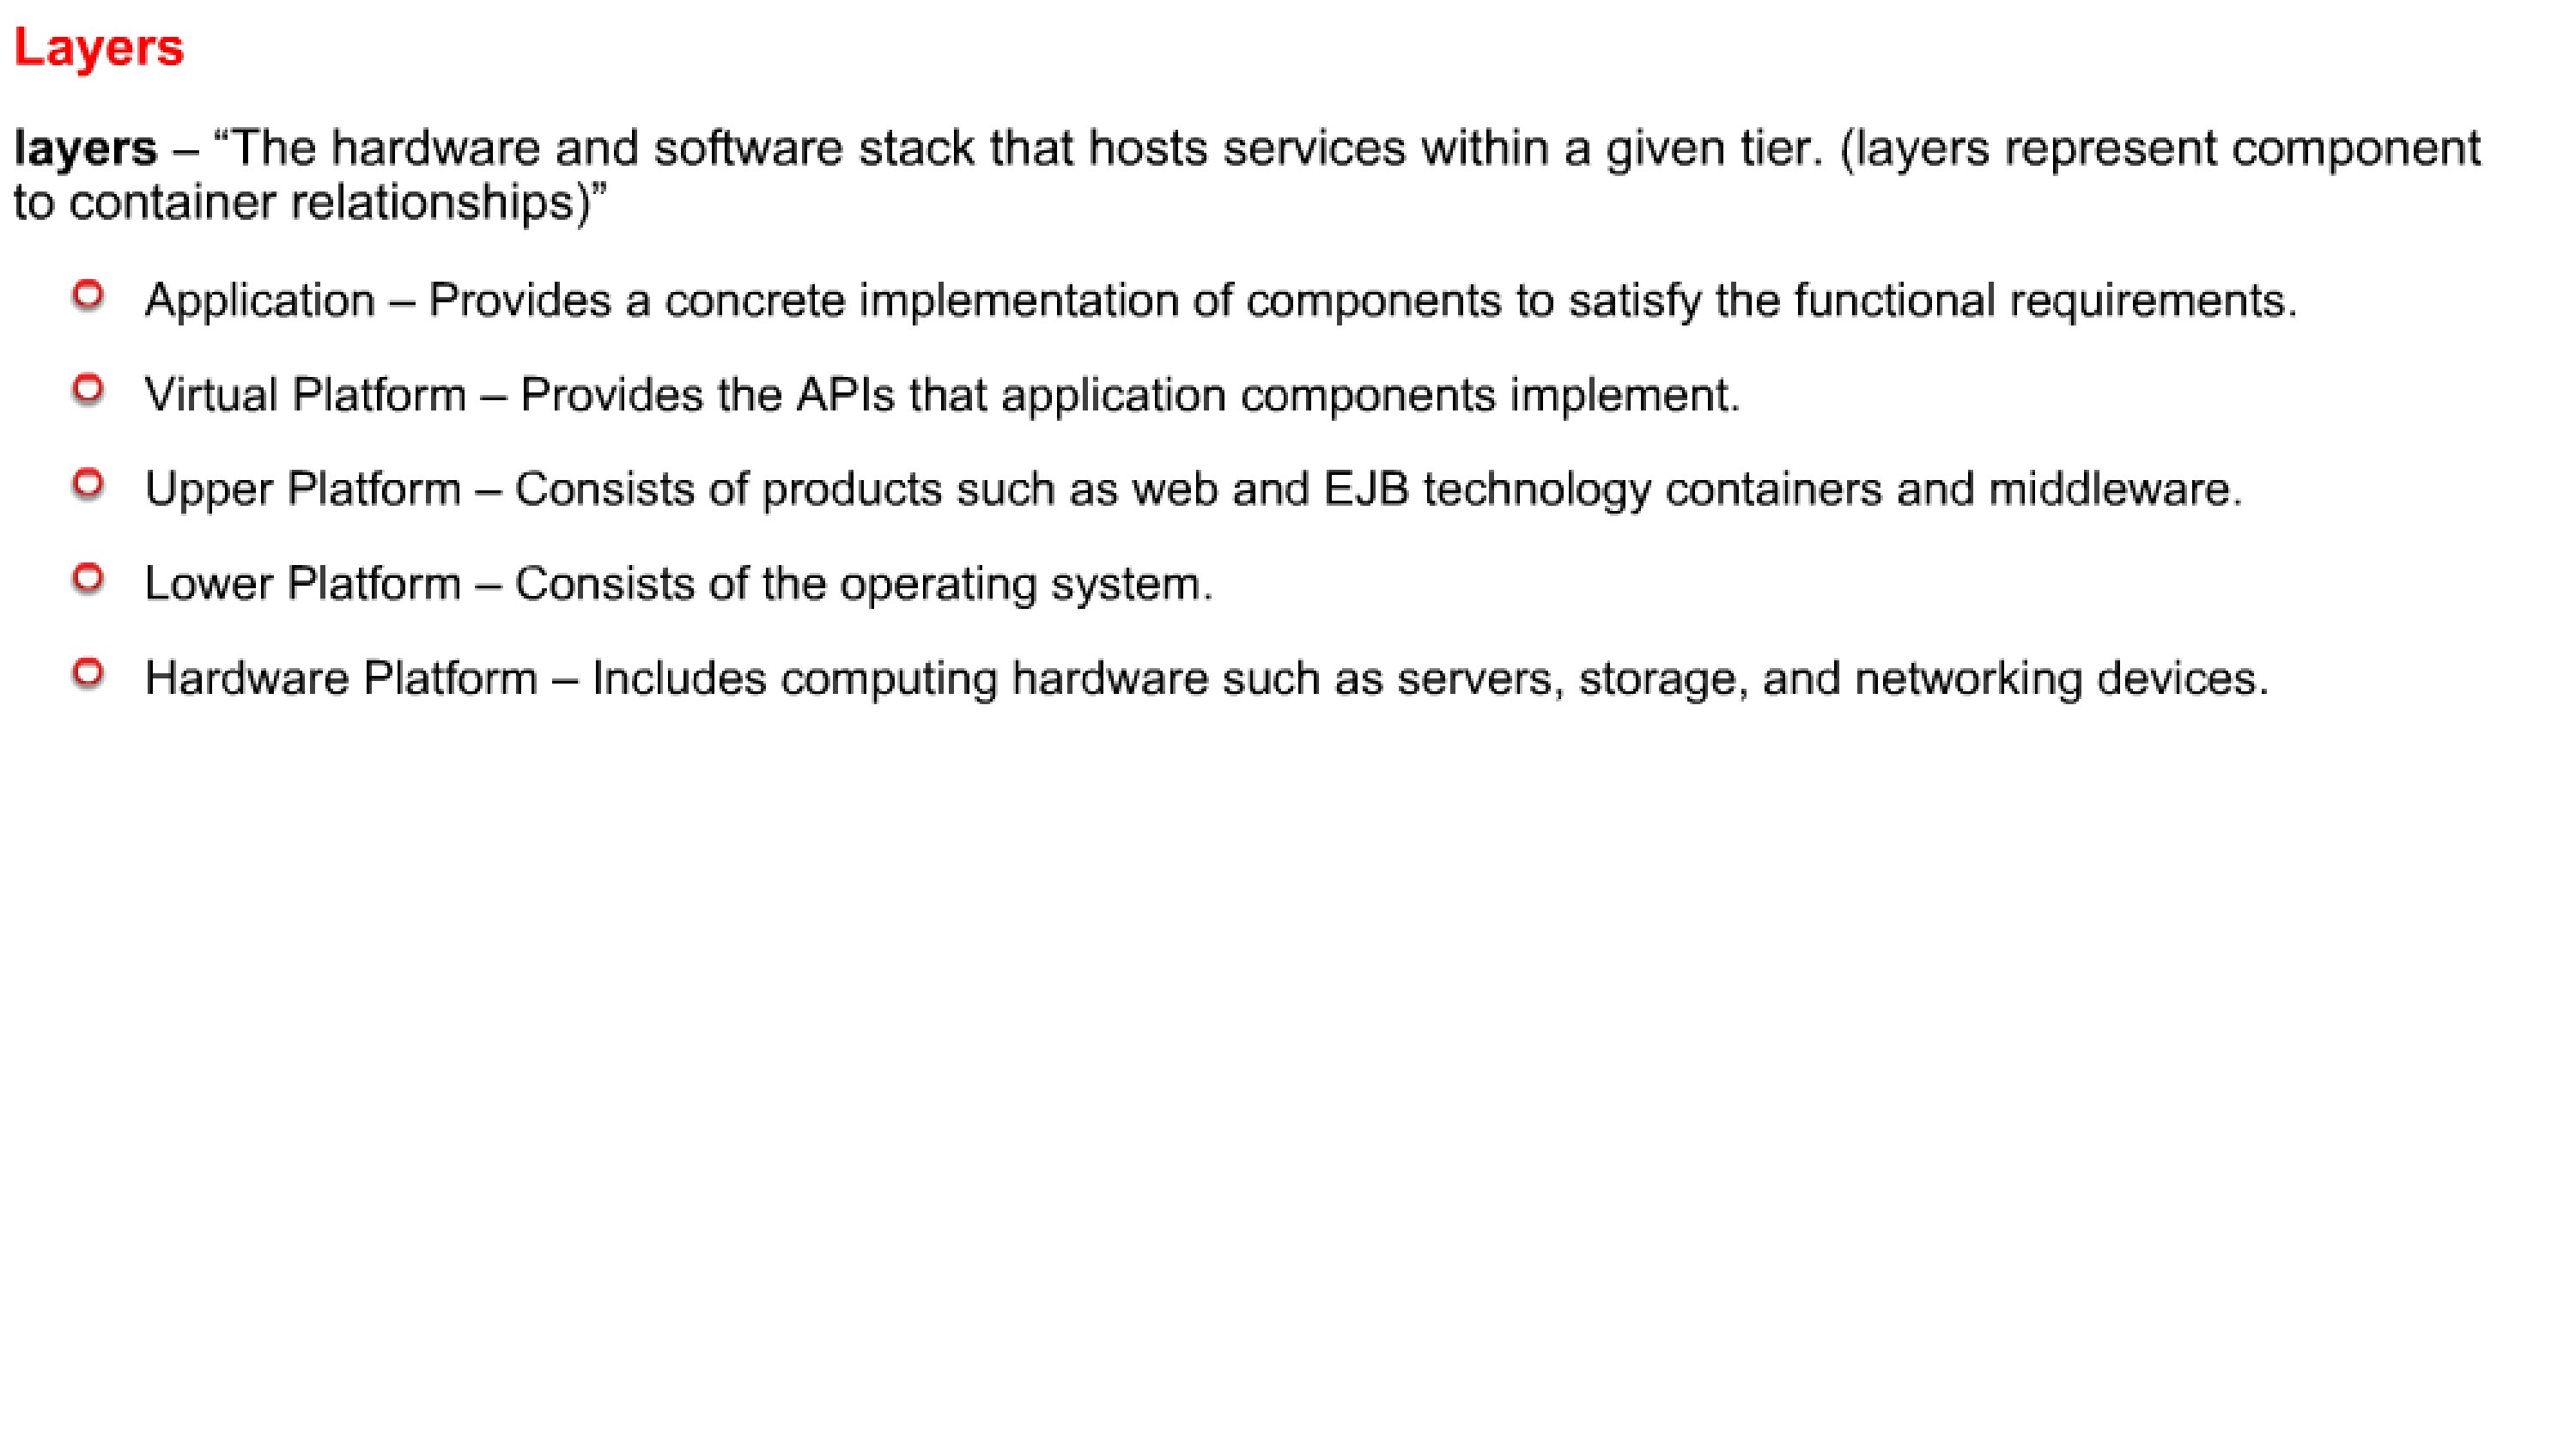 Layers
layers – “The hardware and software stack that hosts services within a given tier. (layers represent component
to container relationships)”
Application – Provides a concrete implementation of components to satisfy the functional requirements.
Virtual Platform – Provides the APIs that application components implement.
Upper Platform – Consists of products such as web and EJB technology containers and middleware.
Lower Platform – Consists of the operating system.
Hardware Platform – Includes computing hardware such as servers, storage, and networking devices.